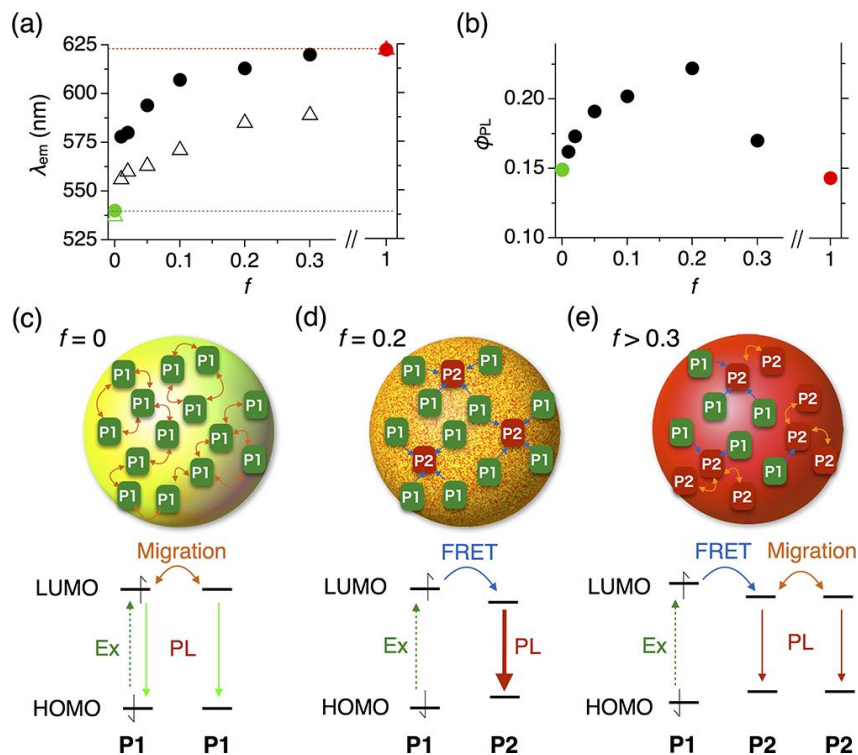 (a)
625
600
575
550
525
λem (nm)
0 0.1 0.2 0.3 // 1
f
(b)
0.20
0.15
0.10
ϕPL
0 0.1 0.2 0.3 // 1
f
(c) f = 0
P1 P1 P1 P1 P1 P1 P1 P1 P1 P1 P1 P1 P1 P1
(d) f = 0.2
P1 P2 P1 P1 P1 P1 P1 P1 P2 P2 P1 P1 P1 P1
(e) f > 0.3
P1 P2 P2 P1 P1 P2 P1 P1 P2 P2 P1 P2 P2 P2
Migration
LUMO
Ex PL
HOMO
P1 P1
FRET
LUMO
Ex PL
HOMO
P1 P2
FRET Migration
LUMO
Ex PL
HOMO
P1 P2 P2